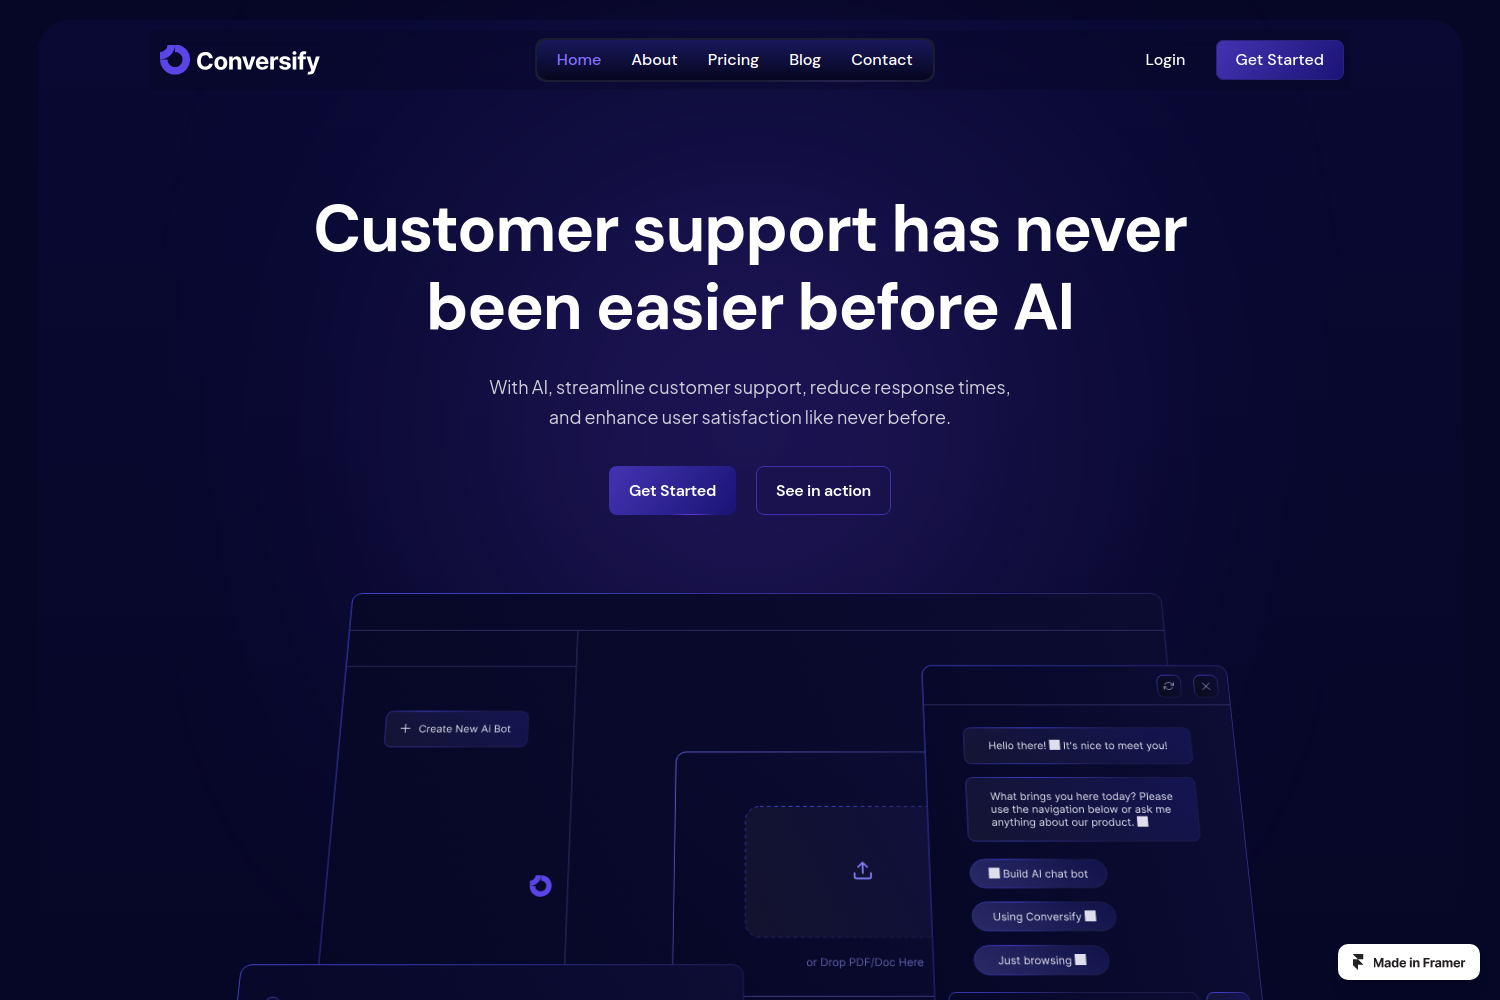 Conversify
Home
About
Pricing
Blog
Contact
Login
Get Started
Customer support has never
been easier before AI
With AI, streamline customer support, reduce response times,
and enhance user satisfaction like never before.
Get Started
See in action
Create New Ai Bot
Hello there! It's nice to meet you!
What brings you here today? Please
use the navigation below or ask me
anything about our product.
Build AI chat bot
Using Conversify
Just browsing
or Drop PDF/Doc Here
Made in Framer